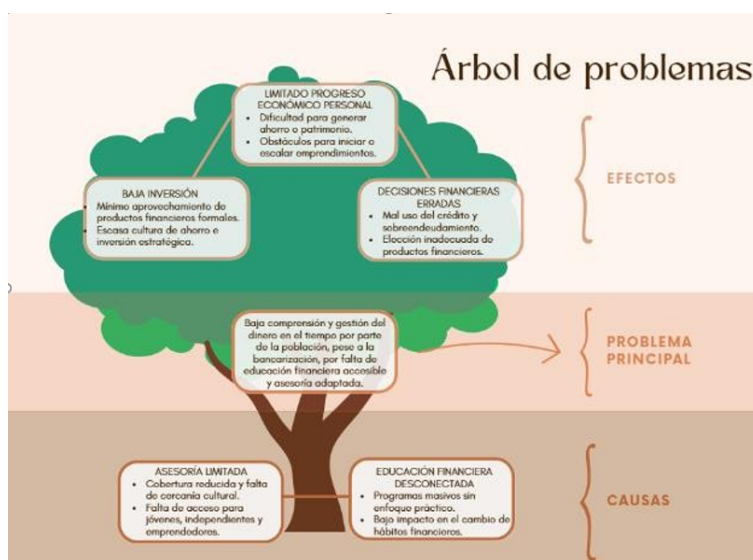 Árbol de problemas
LIMITADO PROGRESO
ECONÓMICO PERSONAL
• Dificultad para generar
ahorro o patrimonio.
• Obstáculos para iniciar o
escalar emprendimientos.
BAJA INVERSIÓN
• Mínimo aprovechamiento de
productos financieros formales.
• Escasa cultura de ahorro e
inversión estratégica.
DECISIONES FINANCIERAS
ERRADAS
• Mal uso del crédito y
sobreendeudamiento.
• Elección inadecuada de
productos financieros.
EFECTOS
Baja comprensión y gestión del
dinero en el tiempo por parte
de la población, pese a la
bancarización, por falta de
educación financiera accesible
y asesoría adaptada.
PROBLEMA
PRINCIPAL
ASESORÍA LIMITADA
• Cobertura reducida y falta
de cercanía cultural.
• Falta de acceso para
jóvenes, independientes y
emprendedores.
EDUCACIÓN FINANCIERA
DESCONECTADA
• Programas masivos sin
enfoque práctico.
• Bajo impacto en el cambio de
hábitos financieros.
CAUSAS